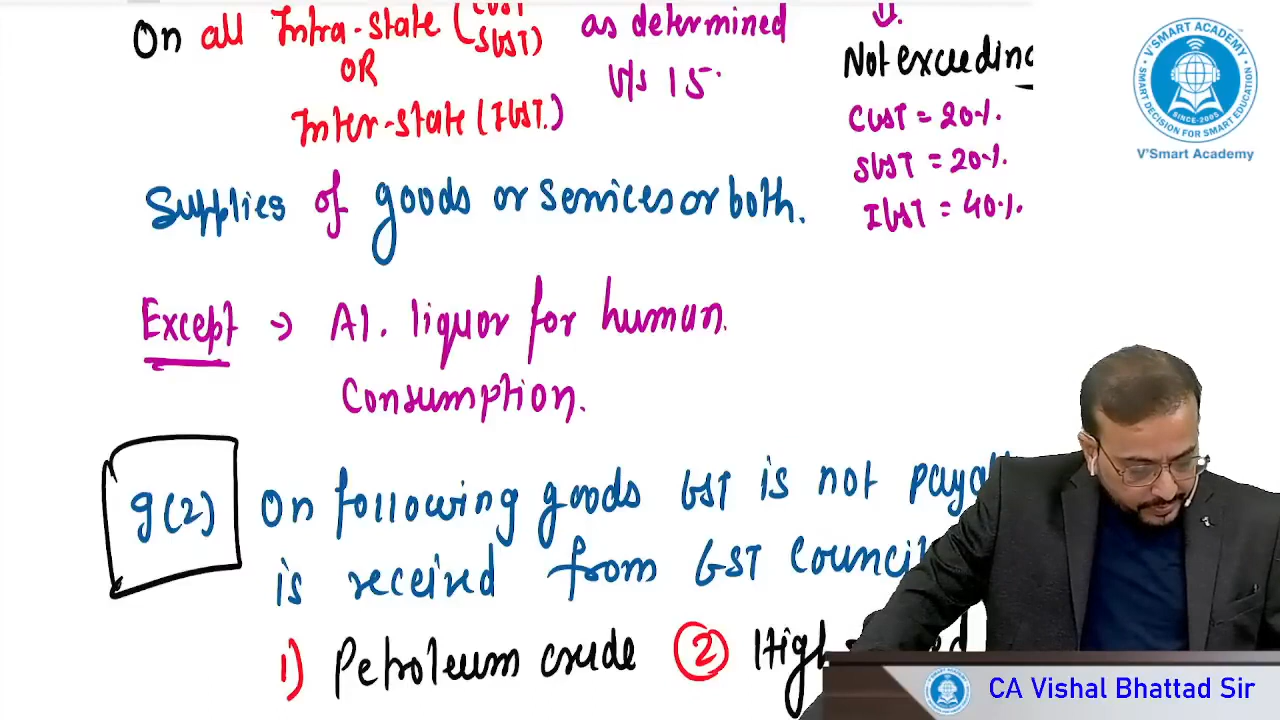 On all Intra-state (CGST
SGST) as determined
OR
U/s 15.
Inter-state (IGST.)
Not exceeding
CGST = 20%.
SGST = 20%.
IGST = 40%.
Supplies of goods or services or both.
Except → Al. liquor for human
Consumption.
9(2) On following goods GST is not
is received from GST Council
1) Petroleum crude 2 High
V'SMART ACADEMY
SMART DECISION FOR SMART EDUCATION
SINCE-2005
V'Smart Academy
CA Vishal Bhattad Sir